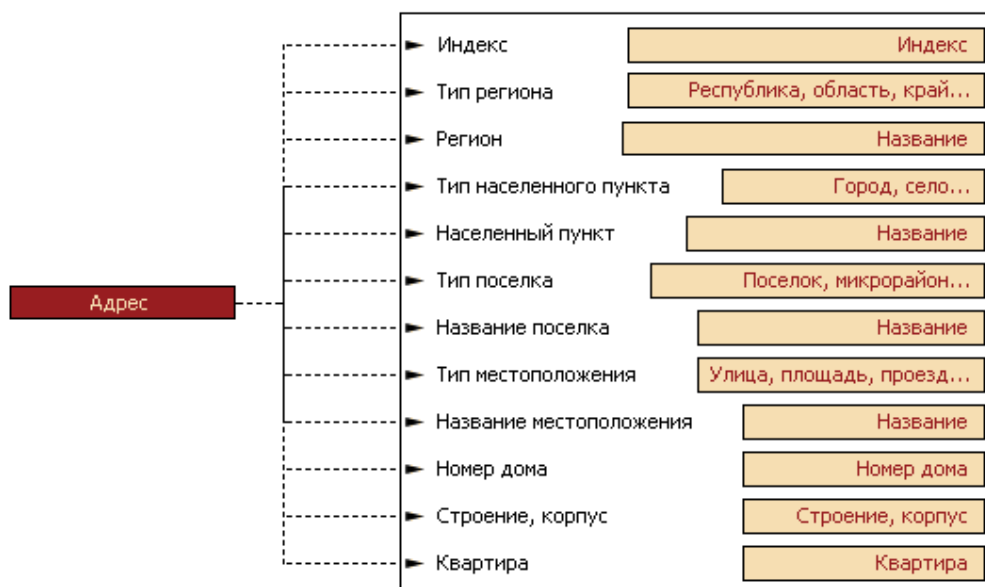 Индекс Индекс
Тип региона Республика, область, край...
Регион Название
Тип населенного пункта Город, село...
Населенный пункт Название
Тип поселка Поселок, микрорайон...
Адрес
Название поселка Название
Тип местоположения Улица, площадь, проезд...
Название местоположения Название
Номер дома Номер дома
Строение, корпус Строение, корпус
Квартира Квартира